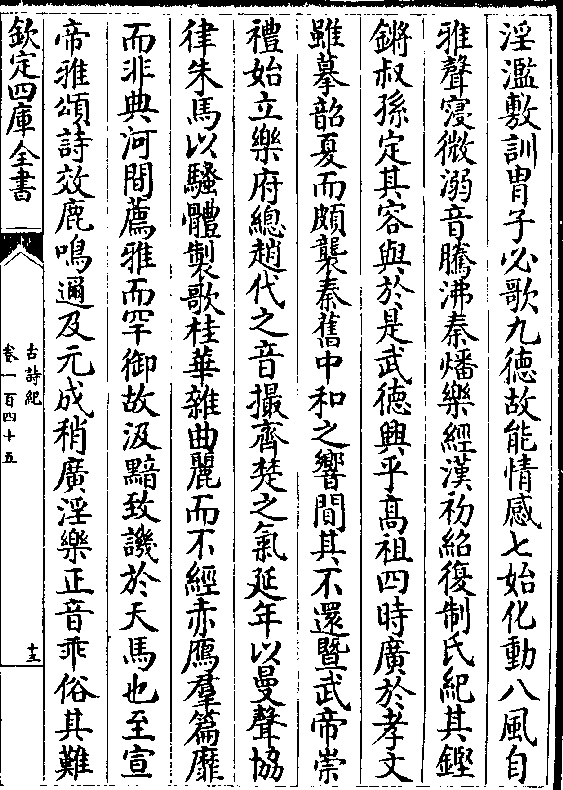 淫濫敷訓胄子必歌九德故能情感七始化動八風自
雅聲寖微溺音騰沸秦燔樂經漢初紹復制氏紀其鏗
鏘叔孫定其容與於是武德興乎髙祖四時廣於孝文
雖摹韶夏而頗襲秦舊中和之響闃其不還暨武帝崇
禮始立樂府總趙代之音撮齊楚之氣延年以曼聲協
律朱馬以騷體製歌桂華雜曲麗而不經赤鴈羣篇靡
而非典河間薦雅而罕御故汲黯致譏於天馬也至宣
帝雅頌詩效鹿鳴邇及元成稍廣淫樂正音乖俗其難
欽定四庫全書
古詩紀
卷一百四十五
十三